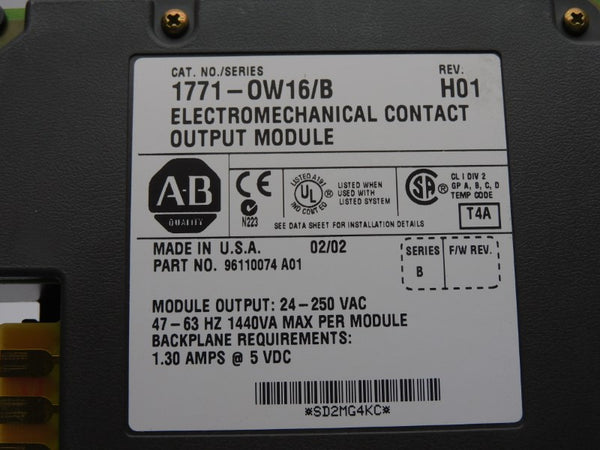 CAT. NO./SERIES
1771-OW16/B
REV.
H01
ELECTROMECHANICAL CONTACT
OUTPUT MODULE
A-B
QUALITY
CE
N223
LISTED A196
UL
®
IND CONT EQ
LISTED WHEN
USED WITH
LISTED SYSTEM
SA
®
CL I DIV 2
GP A, B, C, D
TEMP CODE
T4A
SEE DATA SHEET FOR INSTALLATION DETAILS
MADE IN U.S.A. 02/02
PART NO. 96110074 A01
SERIES
B
F/W REV.
MODULE OUTPUT: 24-250 VAC
47-63 HZ 1440VA MAX PER MODULE
BACKPLANE REQUIREMENTS:
1.30 AMPS @ 5 VDC
*SD2MG4KC*